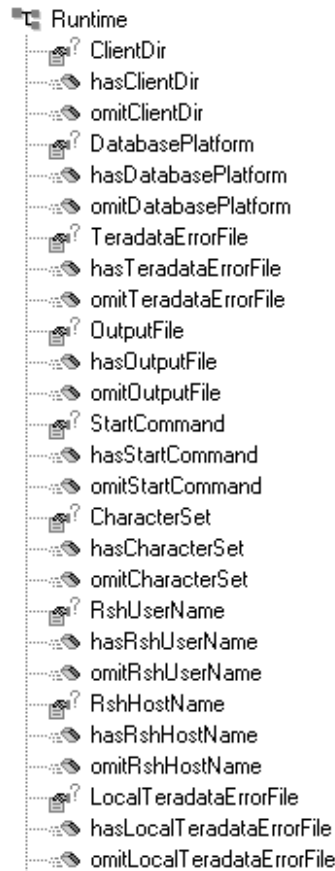 Runtime
? ClientDir
hasClientDir
omitClientDir
? DatabasePlatform
hasDatabasePlatform
omitDatabasePlatform
? TeradataErrorFile
hasTeradataErrorFile
omitTeradataErrorFile
? OutputFile
hasOutputFile
omitOutputFile
? StartCommand
hasStartCommand
omitStartCommand
? CharacterSet
hasCharacterSet
omitCharacterSet
? RshUserName
hasRshUserName
omitRshUserName
? RshHostName
hasRshHostName
omitRshHostName
? LocalTeradataErrorFile
hasLocalTeradataErrorFile
omitLocalTeradataErrorFile